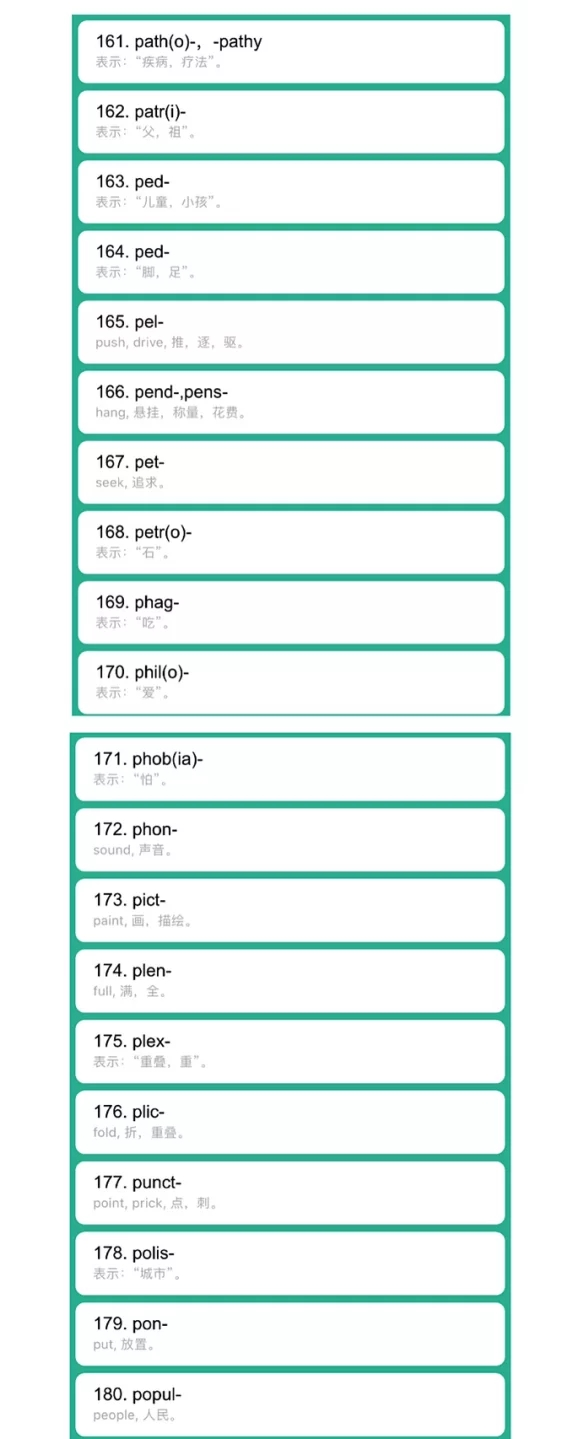 161. path(o)-，-pathy
表示：“疾病，疗法”。
162. patr(i)-
表示：“父，祖”。
163. ped-
表示：“儿童，小孩”。
164. ped-
表示：“脚，足”。
165. pel-
push, drive, 推，逐，驱。
166. pend-,pens-
hang, 悬挂，称量，花费。
167. pet-
seek, 追求。
168. petr(o)-
表示：“石”。
169. phag-
表示：“吃”。
170. phil(o)-
表示：“爱”。
171. phob(ia)-
表示：“怕”。
172. phon-
sound, 声音。
173. pict-
paint, 画，描绘。
174. plen-
full, 满，全。
175. plex-
表示：“重叠，重”。
176. plic-
fold, 折，重叠。
177. punct-
point, prick, 点，刺。
178. polis-
表示：“城市”。
179. pon-
put, 放置。
180. popul-
people, 人民。